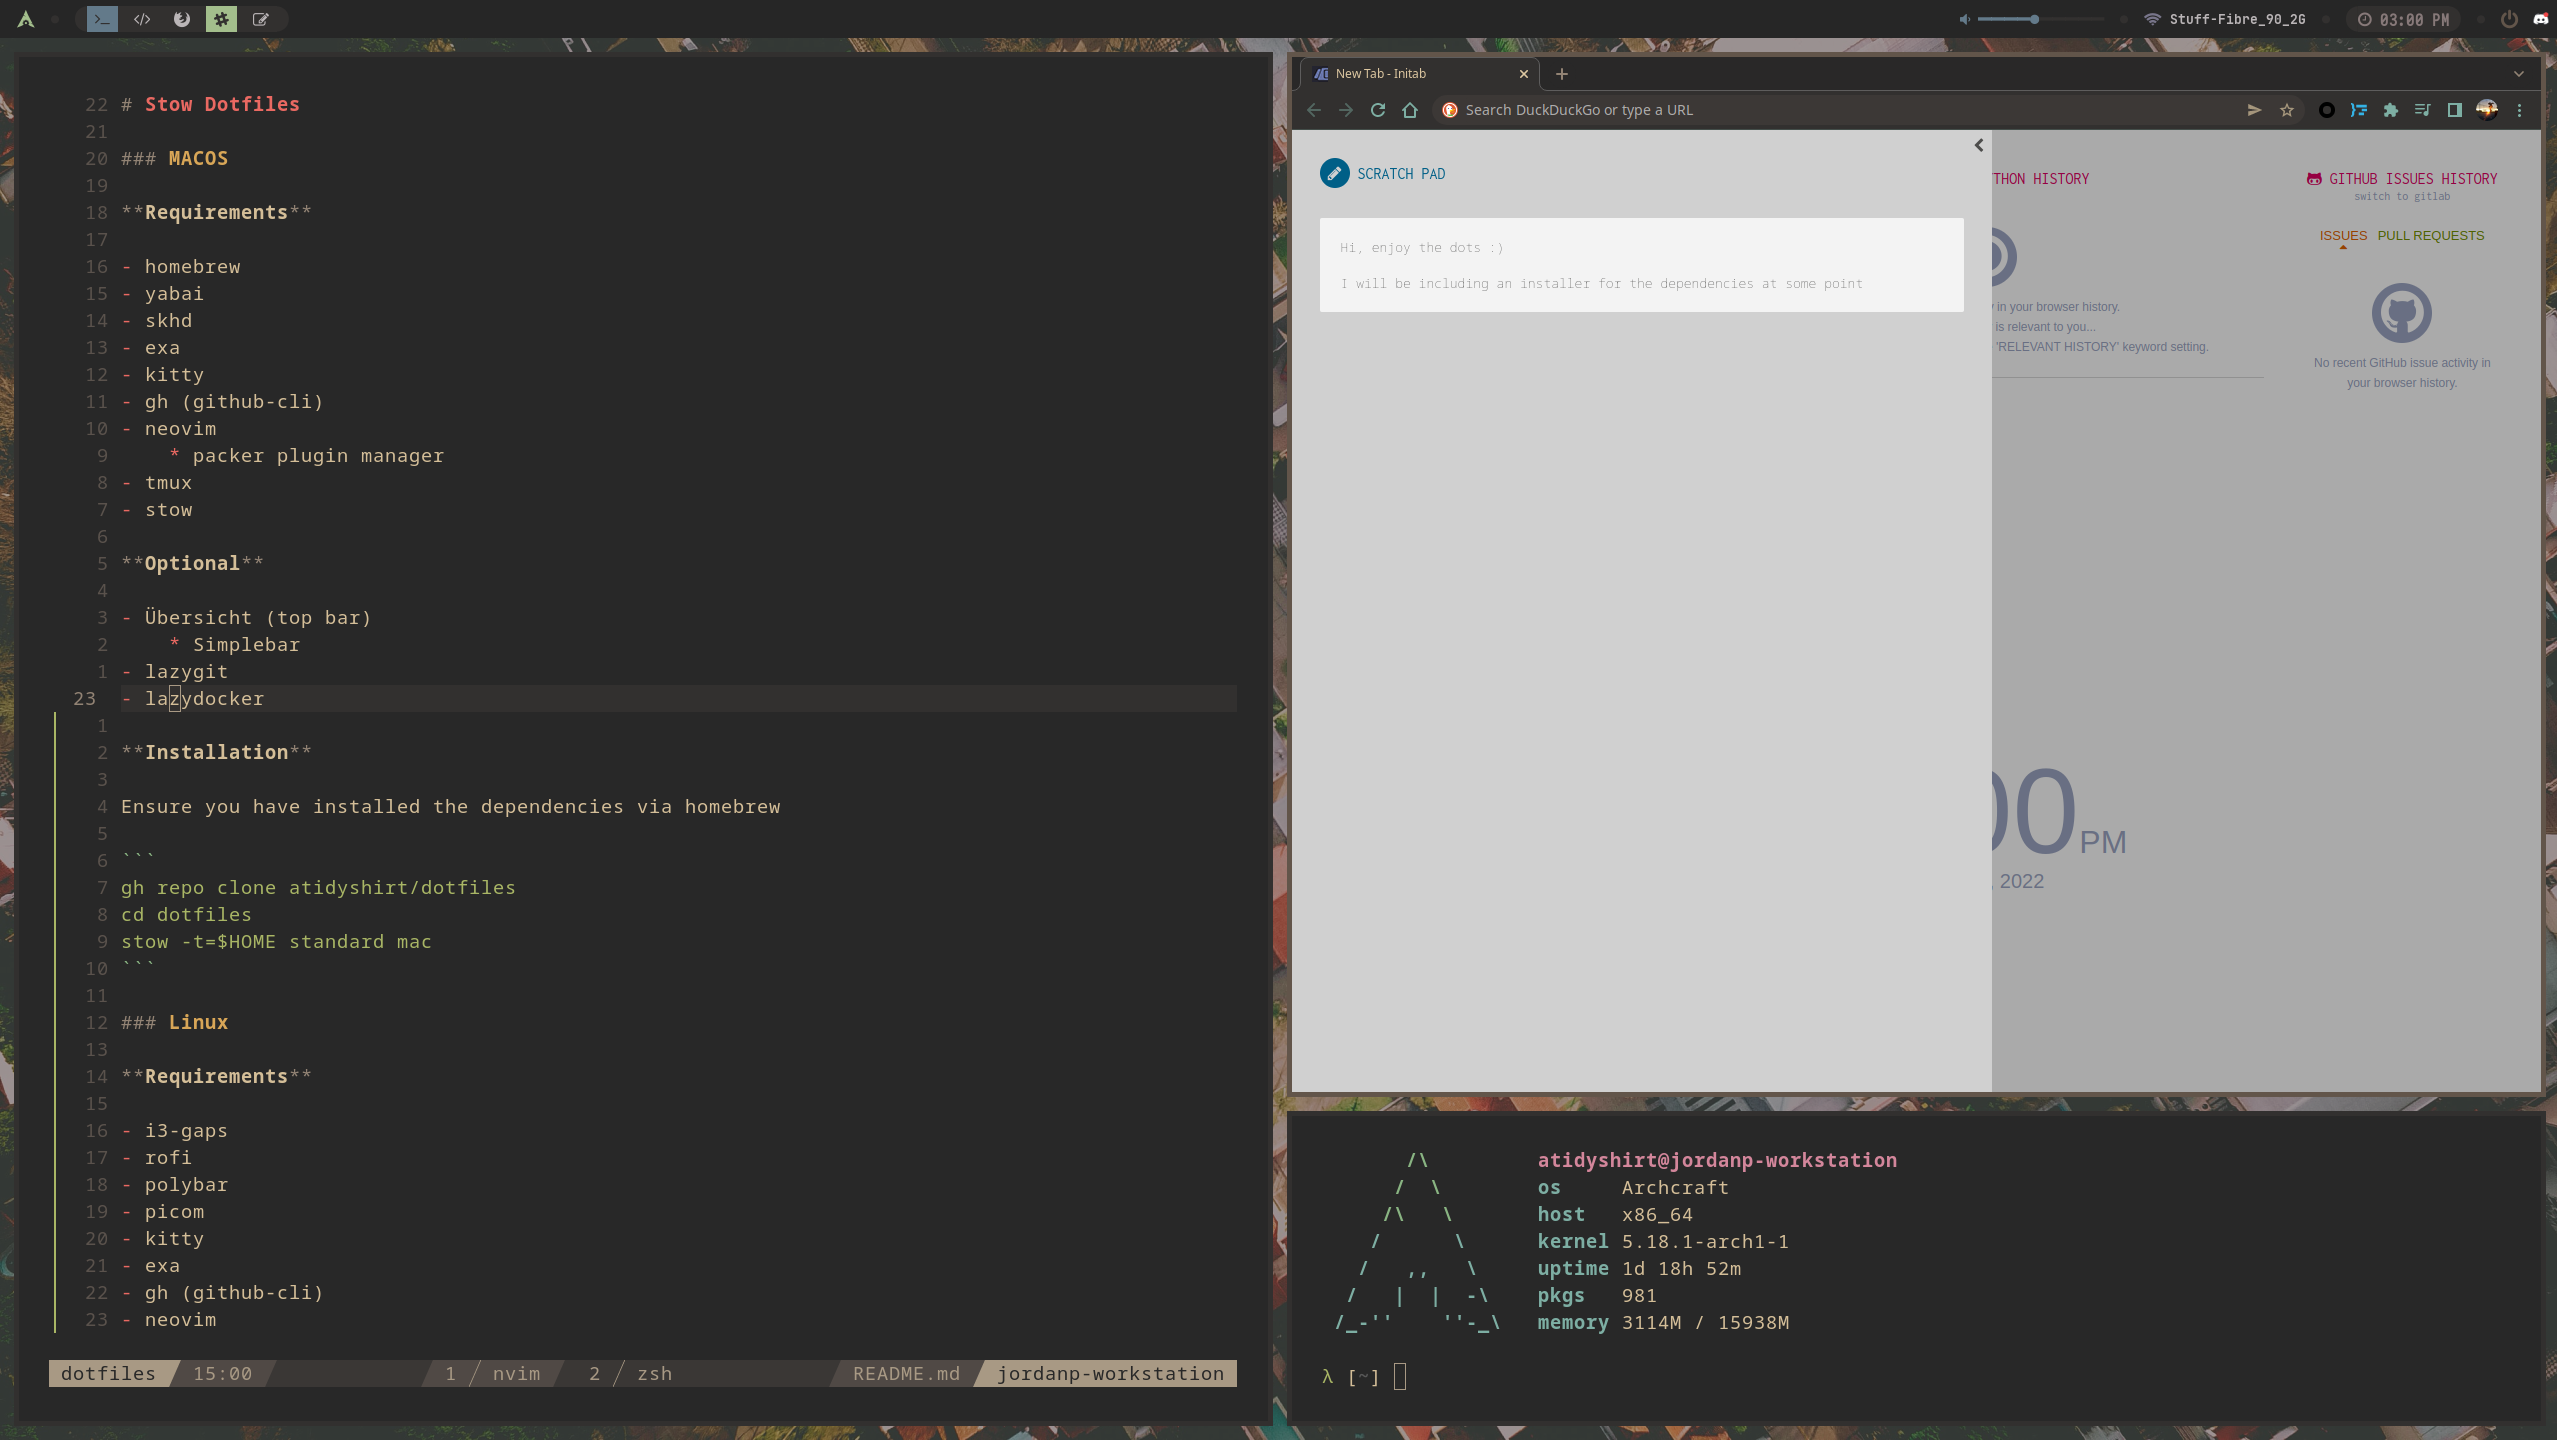 Stuff-Fibre_90_2G
03:00 PM
22 # Stow Dotfiles
21
20 ### MACOS
19
18 **Requirements**
17
16 - homebrew
15 - yabai
14 - skhd
13 - exa
12 - kitty
11 - gh (github-cli)
10 - neovim
9 * packer plugin manager
8 - tmux
7 - stow
6
5 **Optional**
4
3 - Übersicht (top bar)
2 * Simplebar
1 - lazygit
23 - lazydocker
1
2 **Installation**
3
4 Ensure you have installed the dependencies via homebrew
5
6 ```
7 gh repo clone atidyshirt/dotfiles
8 cd dotfiles
9 stow -t=$HOME standard mac
10 ```
11
12 ### Linux
13
14 **Requirements**
15
16 - i3-gaps
17 - rofi
18 - polybar
19 - picom
20 - kitty
21 - exa
22 - gh (github-cli)
23 - neovim
dotfiles 15:00 1 nvim 2 zsh README.md jordanp-workstation
New Tab - Initab
Search DuckDuckGo or type a URL
SCRATCH PAD
Hi, enjoy the dots :)
I will be including an installer for the dependencies at some point
THON HISTORY
in your browser history.
is relevant to you...
'RELEVANT HISTORY' keyword setting.
00 PM
, 2022
GITHUB ISSUES HISTORY
switch to gitlab
ISSUES PULL REQUESTS
No recent GitHub issue activity in
your browser history.
/\ atidyshirt@jordanp-workstation
/ \ os Archcraft
/\ \ host x86_64
/ \ kernel 5.18.1-arch1-1
/ ,, \ uptime 1d 18h 52m
/ | | -\ pkgs 981
/_-'' ''-_\ memory 3114M / 15938M
λ [~]